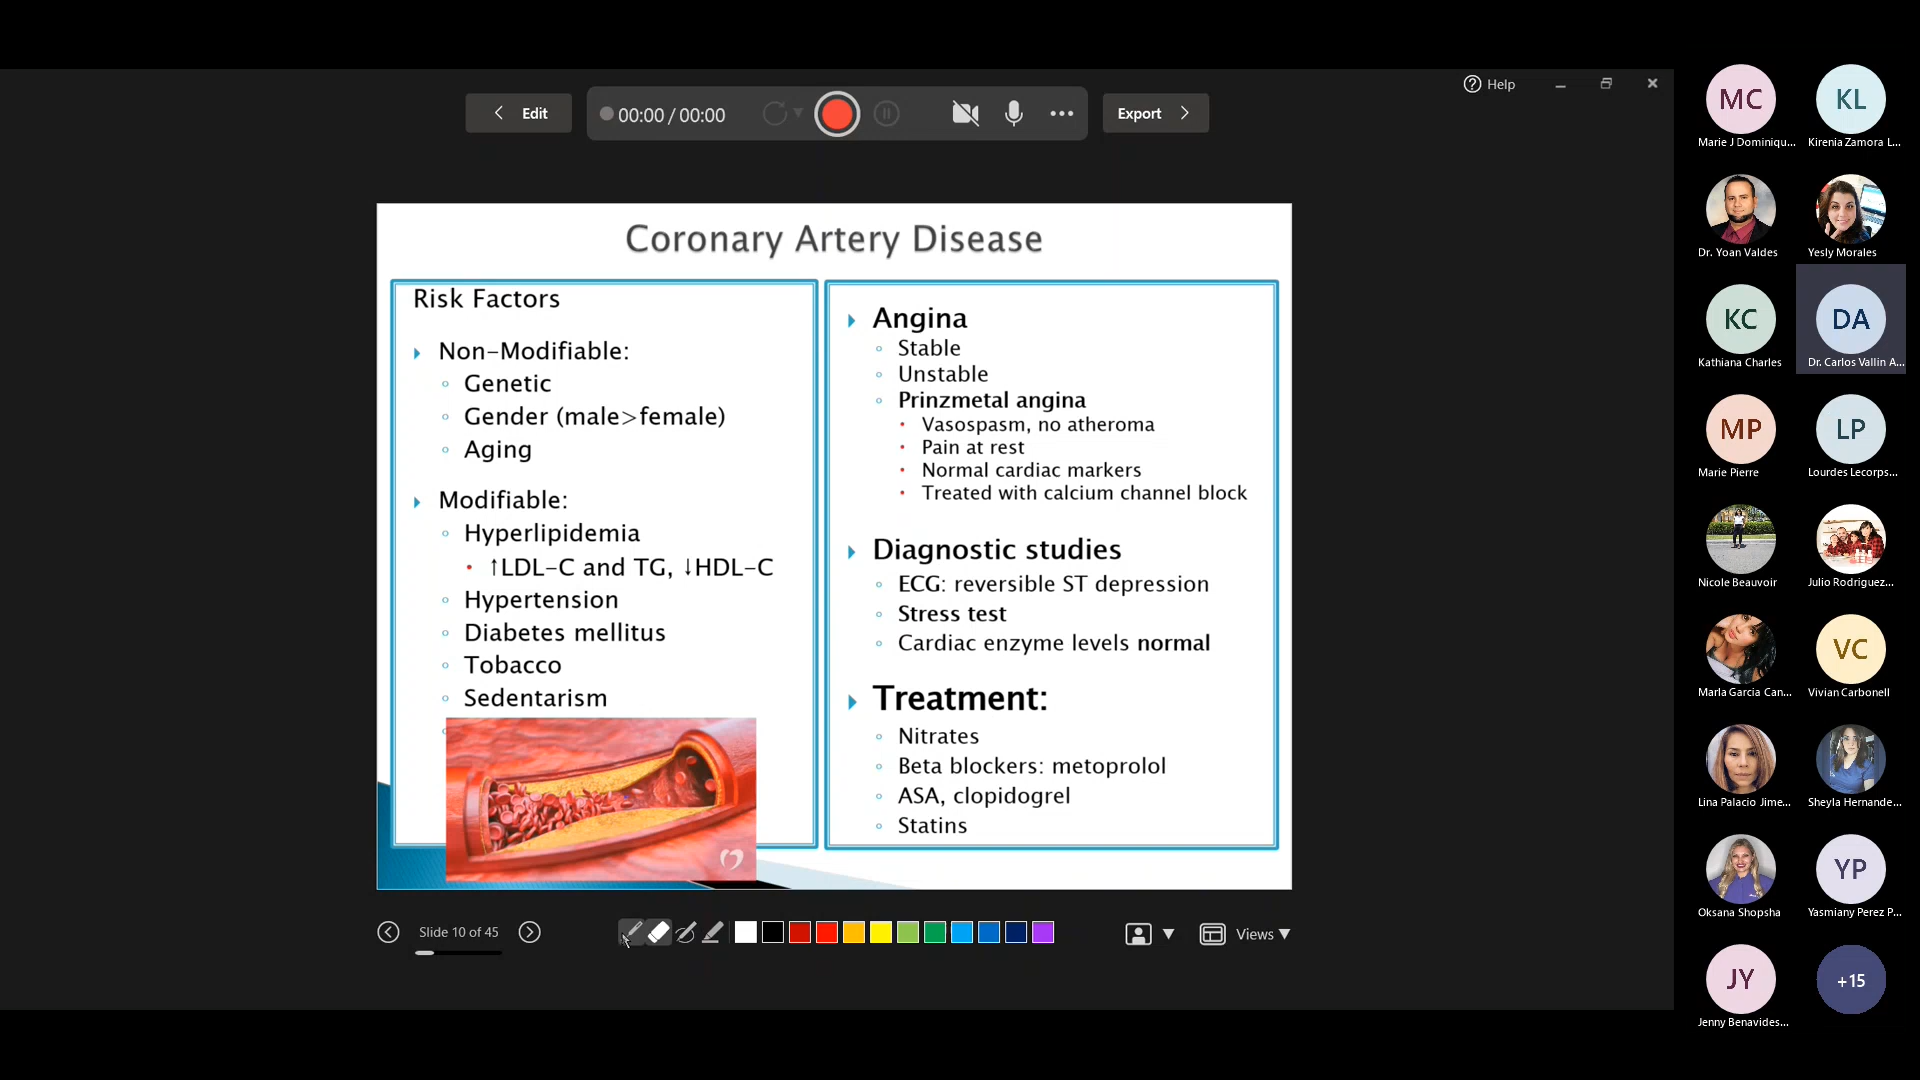 Help
Edit
00:00 / 00:00
Export
Coronary Artery Disease
Risk Factors
Non-Modifiable:
Genetic
Gender (male>female)
Aging
Modifiable:
Hyperlipidemia
↑LDL-C and TG, ↓HDL-C
Hypertension
Diabetes mellitus
Tobacco
Sedentarism
Angina
Stable
Unstable
Prinzmetal angina
Vasospasm, no atheroma
Pain at rest
Normal cardiac markers
Treated with calcium channel block
Diagnostic studies
ECG: reversible ST depression
Stress test
Cardiac enzyme levels normal
Treatment:
Nitrates
Beta blockers: metoprolol
ASA, clopidogrel
Statins
Slide 10 of 45
Views
MC
KL
Marie J Dominiqu...
Kirenia Zamora L...
Dr. Yoan Valdes
Yesly Morales
KC
DA
Kathiana Charles
Dr. Carlos Vallin A...
MP
LP
Marie Pierre
Lourdes Lecorps...
Nicole Beauvoir
Julio Rodriguez...
VC
Marla Garcia Can...
Vivian Carbonell
Lina Palacio Jime...
Sheyla Hernande...
YP
Oksana Shopsha
Yasmiany Perez P...
JY
+15
Jenny Benavides...